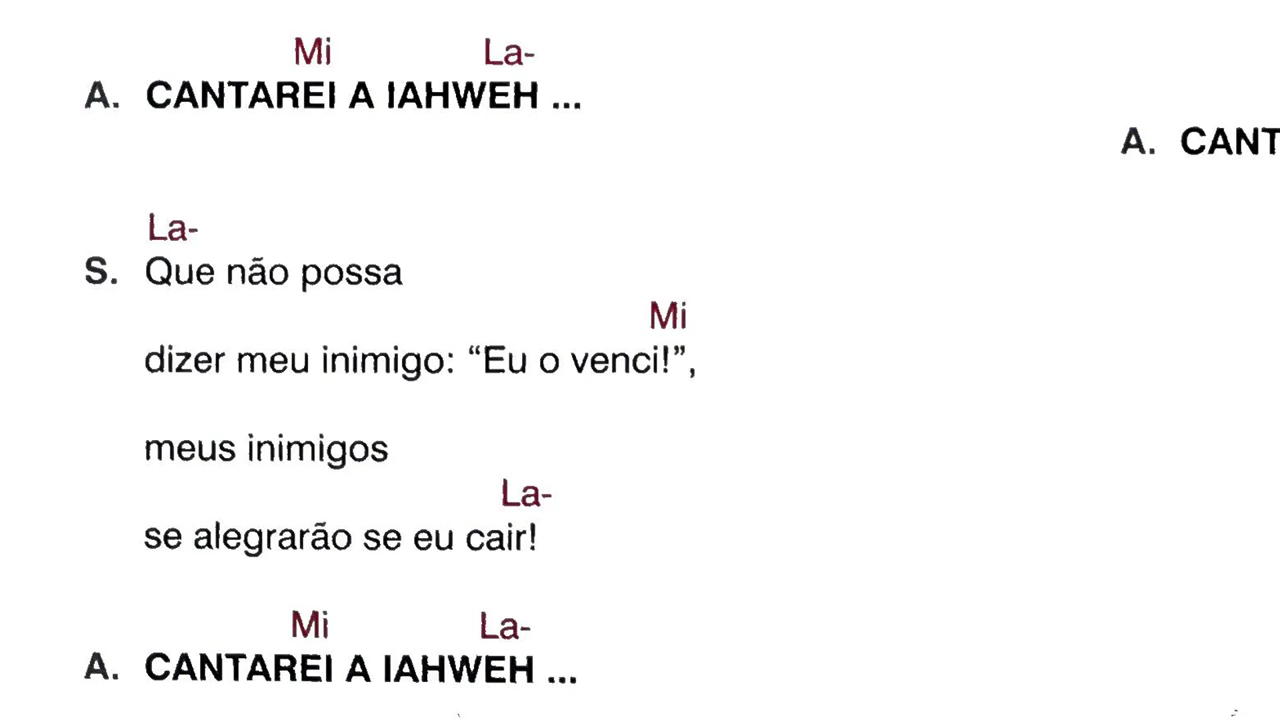 Mi La-
A. CANTAREI A IAHWEH ...
A. CANT
La-
S. Que não possa
Mi
dizer meu inimigo: “Eu o venci!”,
meus inimigos
La-
se alegrarão se eu cair!
Mi La-
A. CANTAREI A IAHWEH ...